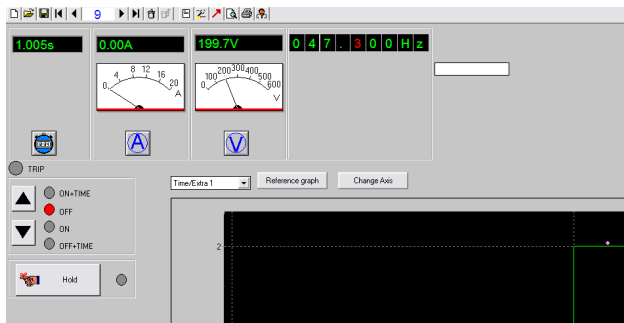 9
1.005s
0.00A
199.7V
047.300Hz
0 4 8 12 16 20 A
0 100 200 300 400 500 600 V
00:01
A
V
TRIP
ON+TIME
OFF
ON
OFF+TIME
Time/Extra 1
Reference graph
Change Axis
Hold
2